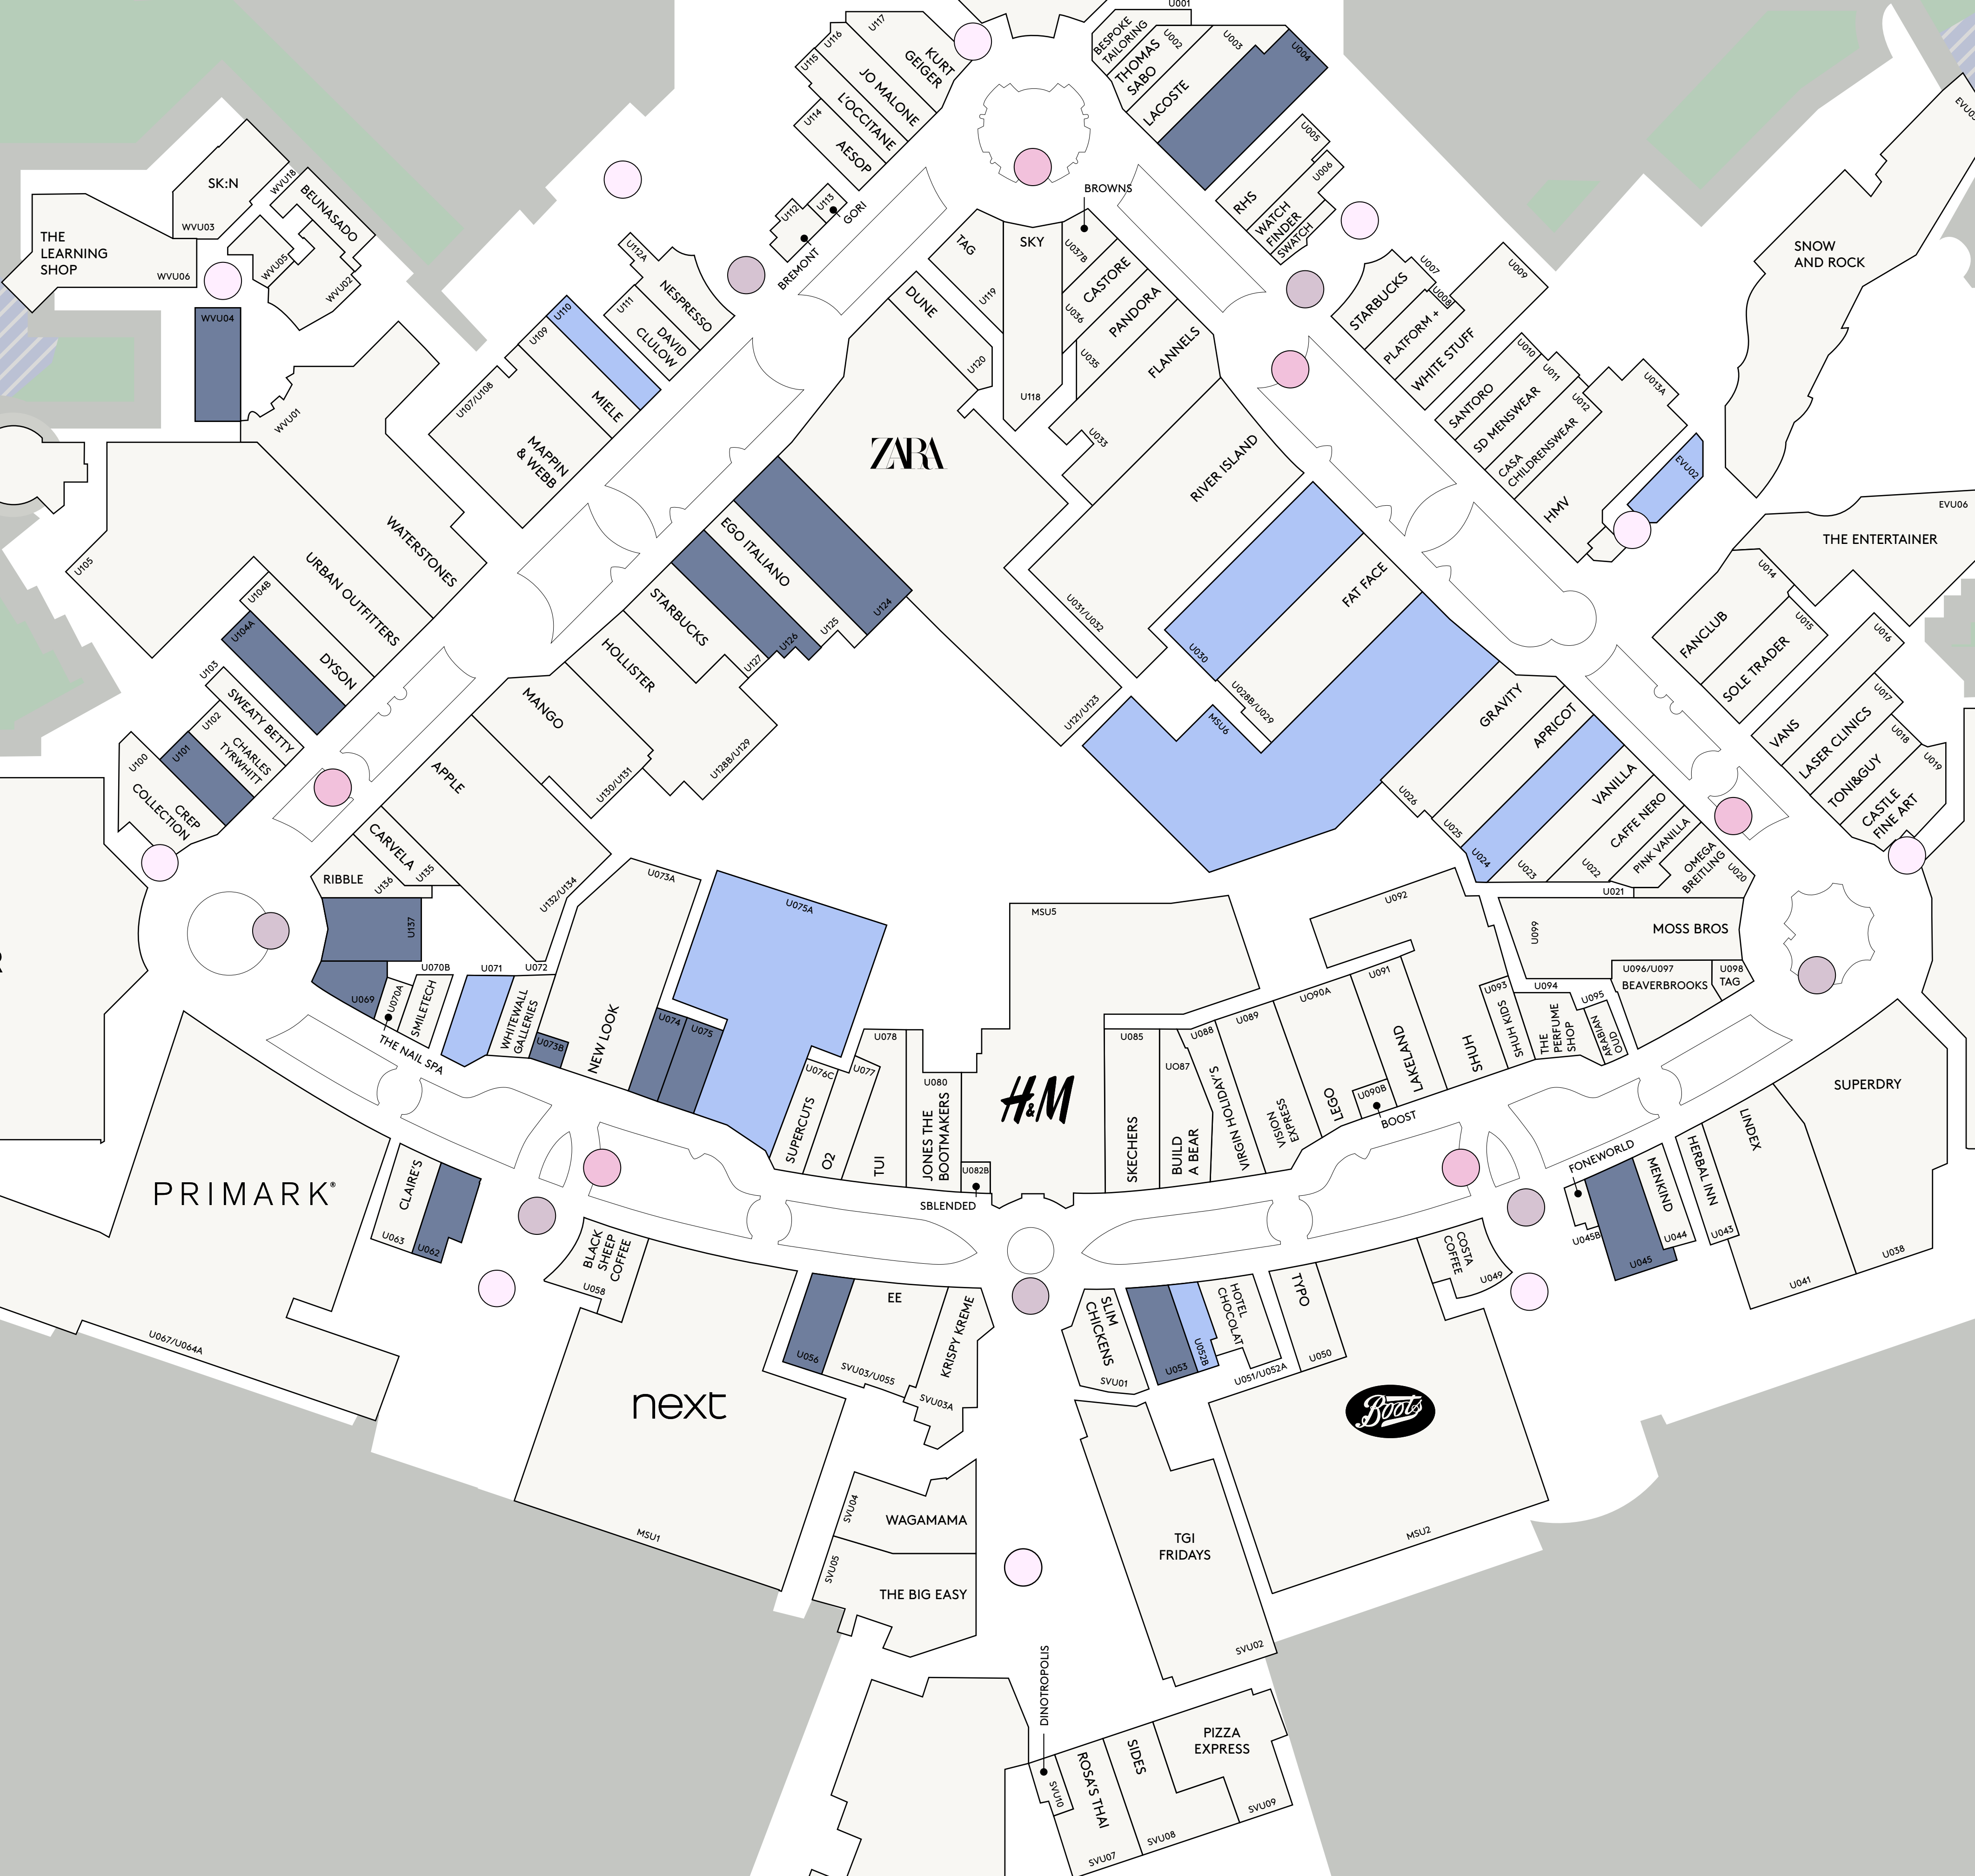 U001
BESPOKE
TAILORING
U002
THOMAS
SABO
U003
LACOSTE
U004
U117
KURT
GEIGER
U116
JO MALONE
U115
L'OCCITANE
U114
AESOP
U113
GORI
U112
BREMONT
U112A
NESPRESSO
U111
DAVID
CLULOW
U110
U109
MIELE
U107/U108
MAPPIN
& WEBB
SK:N
WVU03
WVU18
BEUNASADO
WVU05
WVU02
THE
LEARNING
SHOP
WVU06
WVU04
WVU01
WATERSTONES
U105
URBAN OUTFITTERS
U104B
DYSON
U104A
U103
SWEATY BETTY
U102
CHARLES
TYRWHITT
U101
U100
CREP
COLLECTION
BROWNS
TAG
U119
SKY
U118
U037B
CASTORE
U036
PANDORA
U035
FLANNELS
U033
DUNE
U120
ZARA
U121/U123
RIVER ISLAND
U031/U032
U030
FAT FACE
U028B/U029
MSU6
GRAVITY
U026
APRICOT
U025
U024
VANILLA
U023
CAFFE NERO
U022
PINK VANILLA
U021
OMEGA
BREITLING
U020
U005
RHS
U006
WATCH
FINDER
SWATCH
U007
STARBUCKS
U008
PLATFORM +
U009
WHITE STUFF
U010
SANTORO
U011
SD MENSWEAR
U012
CASA
CHILDRENSWEAR
U013A
HMV
EVU02
SNOW
AND ROCK
EVU06
THE ENTERTAINER
U014
FANCLUB
U015
SOLE TRADER
U016
VANS
U017
LASER CLINICS
U018
TONI&GUY
U019
CASTLE
FINE ART
U124
EGO ITALIANO
U125
U126
STARBUCKS
U127
HOLLISTER
U128B/U129
MANGO
U130/U131
APPLE
U132/U134
CARVELA
U135
RIBBLE
U136
U137
U069
U070A
THE NAIL SPA
U070B
SMILETECH
U071
U072
WHITEWALL
GALLERIES
U073B
U073A
NEW LOOK
U074
U075
U075A
U076C
SUPERCUTS
U077
O2
U078
TUI
U080
JONES THE
BOOTMAKERS
U082B
SBLENDED
MSU5
H&M
U085
SKECHERS
UO87
BUILD
A BEAR
U088
VIRGIN HOLIDAY'S
U089
VISION
EXPRESS
UO90A
LEGO
U090B
BOOST
U091
LAKELAND
U092
SHUH
U093
SHUH KIDS
U094
THE
PERFUME
SHOP
U095
ARABIAN
OUD
U096/U097
BEAVERBROOKS
U098
TAG
U099
MOSS BROS
PRIMARK
U067/U064A
CLAIRE'S
U063
U062
BLACK
SHEEP
COFFEE
U058
next
MSU1
U056
EE
SVU03/U055
KRISPY KREME
SVU03A
SLIM
CHICKENS
SVU01
U053
U052B
HOTEL
CHOCOLAT
U051/U052A
TYPO
U050
COSTA
COFFEE
U049
Boots
MSU2
FONEWORLD
U045B
U045
MENKIND
U044
HERBAL INN
U043
LINDEX
U041
SUPERDRY
U038
SVU04
WAGAMAMA
SVU05
THE BIG EASY
TGI
FRIDAYS
SVU02
DINOTROPOLIS
SVU10
ROSA'S THAI
SVU07
SIDES
SVU08
PIZZA
EXPRESS
SVU09